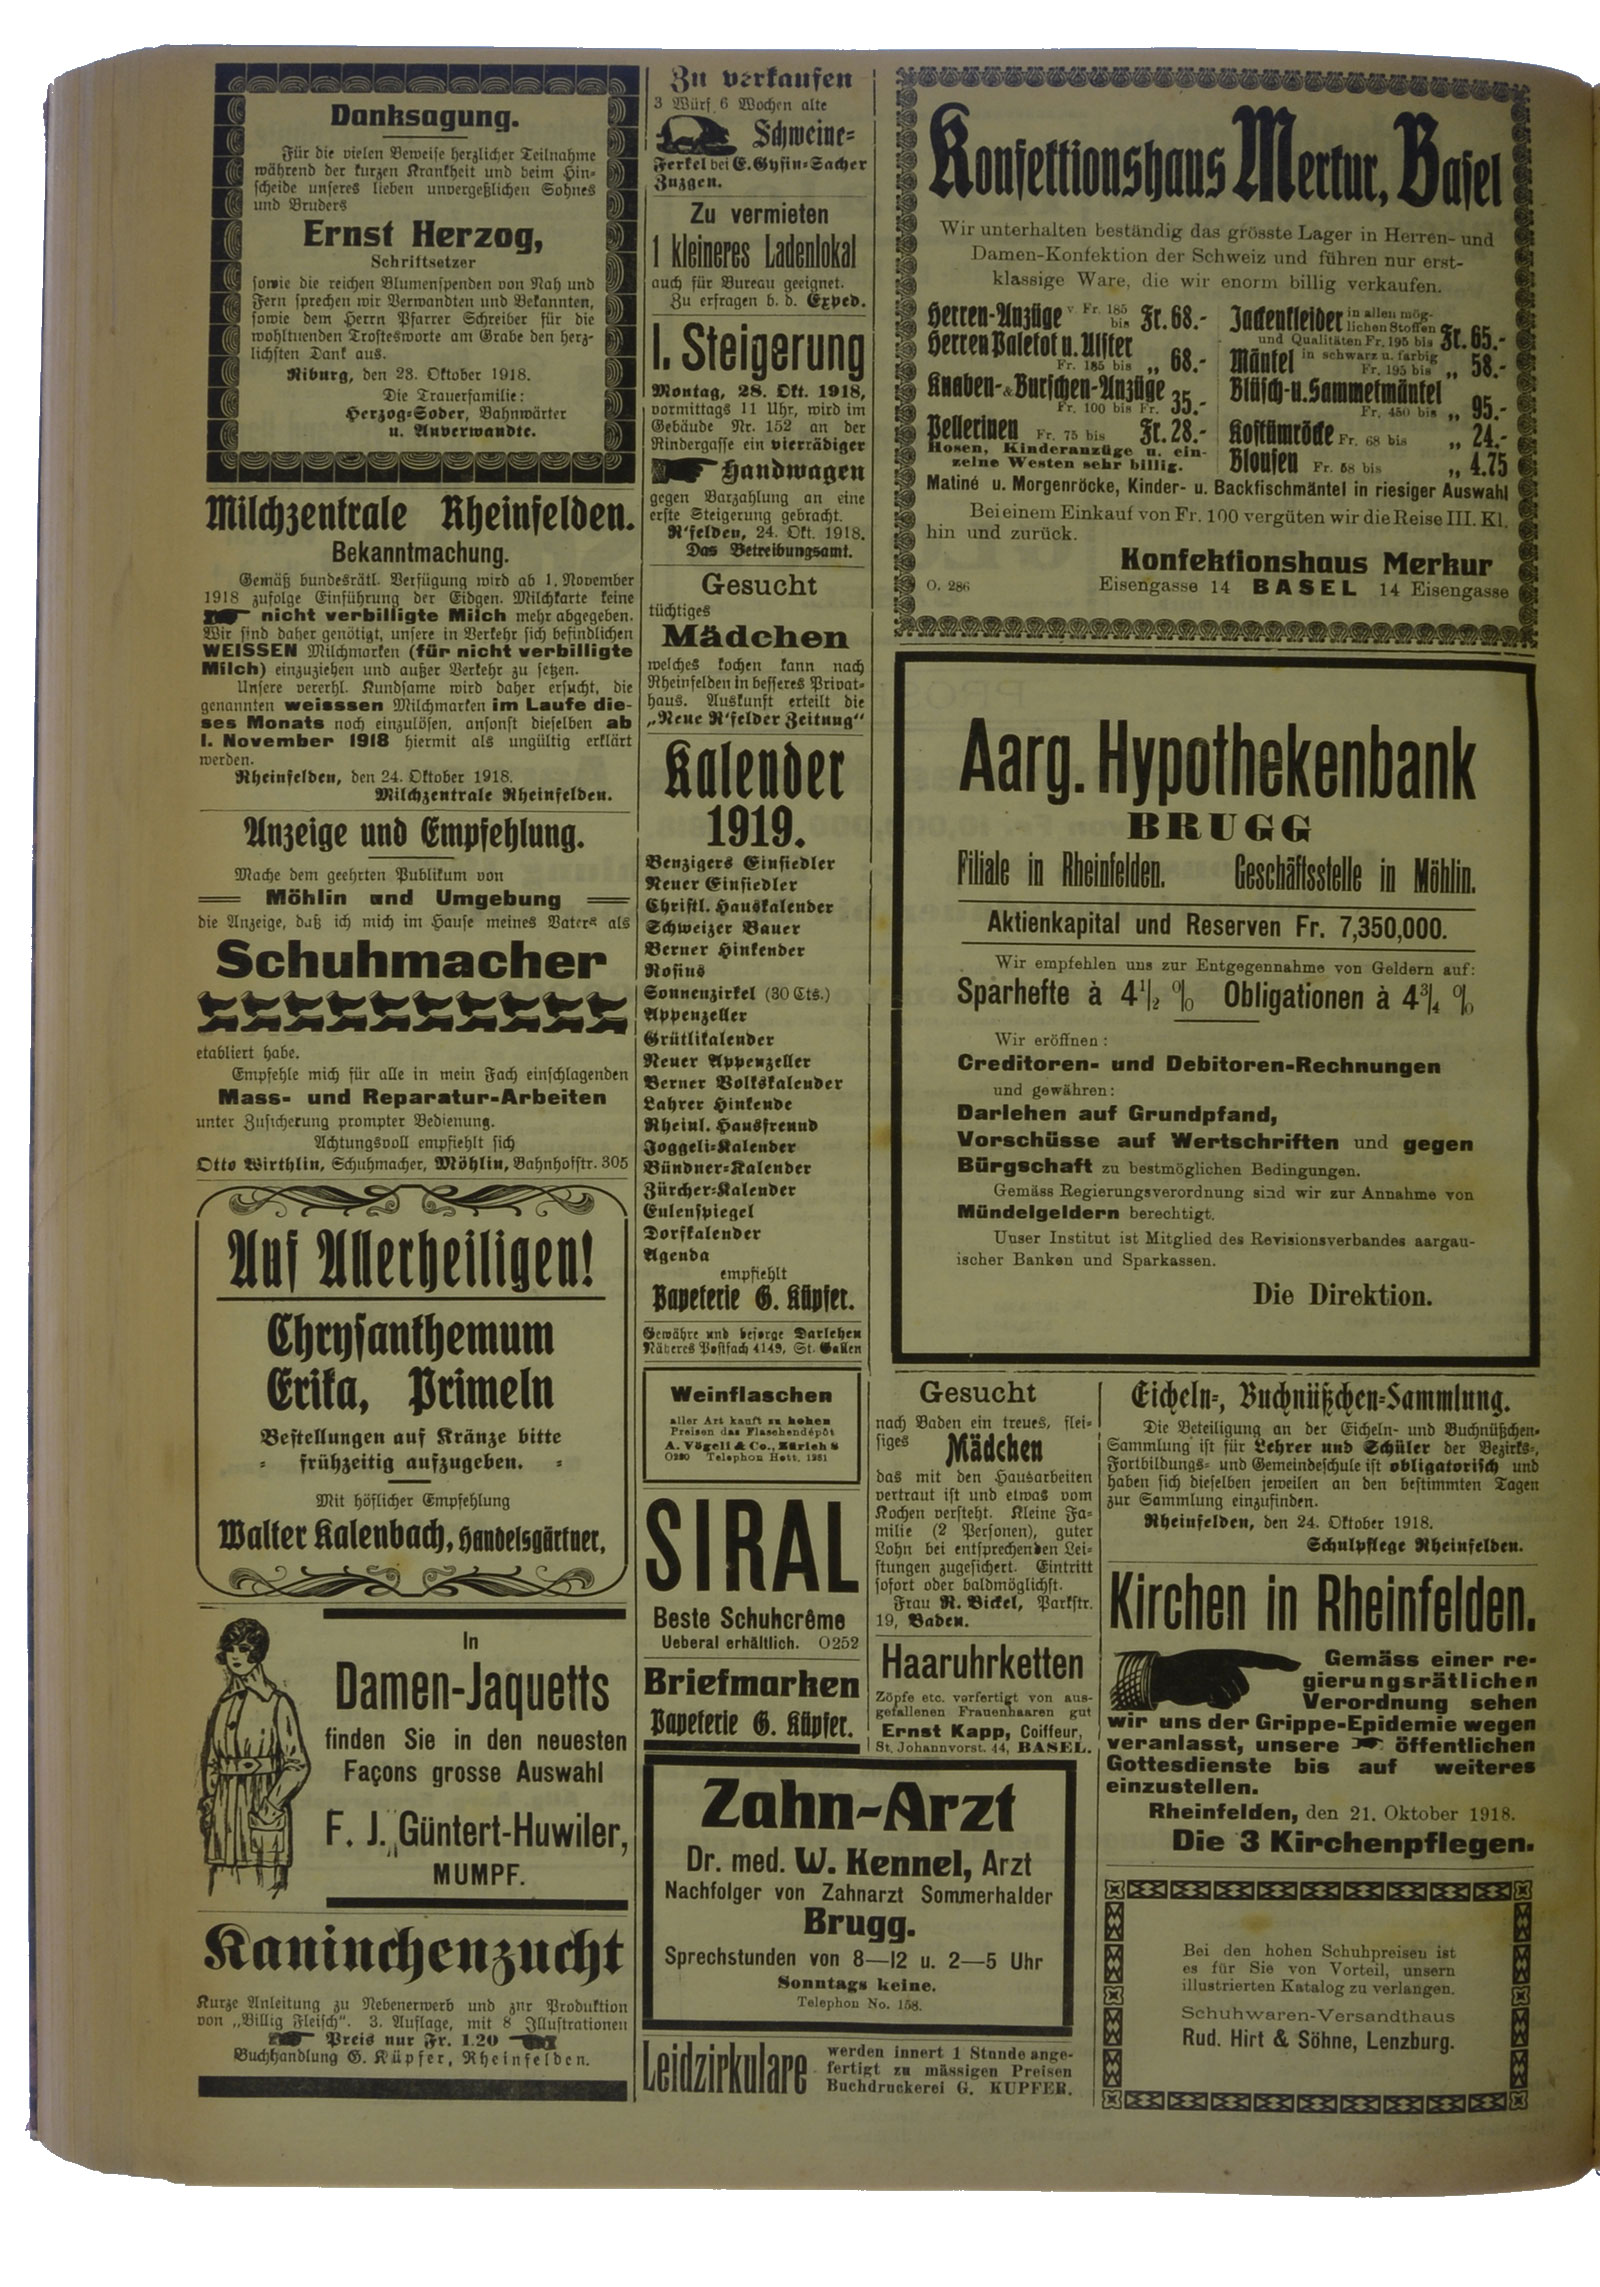 Danksagung.
Für die vielen Beweise herzlicher Teilnahme
während der kurzen Krankheit und beim Hin-
scheide unseres lieben unvergeßlichen Sohnes
und Bruders
Ernst Herzog,
Schriftsetzer
sowie die reichen Blumenspenden von Nah und
Fern sprechen wir Verwandten und Bekannten,
sowie dem Herrn Pfarrer Schreiber für die
wohltuenden Trostesworte am Grabe den herz-
lichsten Dank aus.
Riburg, den 23. Oktober 1918.
Die Trauerfamilie:
Herzog-Soder, Bahnwärter
u. Anverwandte.
Milchzentrale Rheinfelden.
Bekanntmachung.
Gemäß bundesrätl. Verfügung wird ab 1. November
1918 zufolge Einführung der Eidgen. Milchkarte keine
nicht verbilligte Milch mehr abgegeben.
Wir sind daher genötigt, unsere in Verkehr sich befindlichen
WEISSEN Milchmarken (für nicht verbilligte
Milch) einzuziehen und außer Verkehr zu setzen.
Unsere verehrl. Kundsame wird daher ersucht, die
genannten weisssen Milchmarken im Laufe die-
ses Monats noch einzulösen, ansonst dieselben ab
1. November 1918 hiermit als ungültig erklärt
werden.
Rheinfelden, den 24. Oktober 1918.
Milchzentrale Rheinfelden.
Anzeige und Empfehlung.
Mache dem geehrten Publikum von
Möhlin und Umgebung
die Anzeige, daß ich mich im Hause meines Vaters als
Schuhmacher
etabliert habe.
Empfehle mich für alle in mein Fach einschlagenden
Mass- und Reparatur-Arbeiten
unter Zusicherung prompter Bedienung.
Achtungsvoll empfiehlt sich
Otto Wirthlin, Schuhmacher, Möhlin, Bahnhofstr. 305
Auf Allerheiligen!
Chrysanthemum
Erika, Primeln
Bestellungen auf Kränze bitte
frühzeitig aufzugeben.
Mit höflicher Empfehlung
Walter Kalenbach, Handelsgärtner,
In
Damen-Jaquetts
finden Sie in den neuesten
Façons grosse Auswahl
F. J. Güntert-Huwiler,
MUMPF.
Kaninchenzucht
Kurze Anleitung zu Nebenerwerb und zur Produktion
von „Billig Fleisch“. 3. Auflage, mit 8 Illustrationen
Preis nur Fr. 1.20
Buchhandlung G. Küpfer, Rheinfelden.
Zu verkaufen
3 Würf 6 Wochen alte
Schweine-
Ferkel bei E. Gysin-Sacher
Zuzgen.
Zu vermieten
1 kleineres Ladenlokal
auch für Bureau geeignet.
Zu erfragen b. d. Exped.
I. Steigerung
Montag, 28. Okt. 1918,
vormittags 11 Uhr, wird im
Gebäude Nr. 152 an der
Rindergasse ein vierrädiger
Handwagen
gegen Barzahlung an eine
erste Steigerung gebracht.
R'felden, 24. Okt. 1918.
Das Betreibungsamt.
Gesucht
tüchtiges
Mädchen
welches kochen kann nach
Rheinfelden in besseres Privat-
haus. Auskunft erteilt die
„Neue R'felder Zeitung“
Kalender
1919.
Benzigers Einsiedler
Neuer Einsiedler
Christl. Hauskalender
Schweizer Bauer
Berner Hinkender
Rosius
Sonnenzirkel (30 Cts.)
Appenzeller
Grütlikalender
Neuer Appenzeller
Berner Volkskalender
Lahrer Hinkende
Rheinl. Hausfreund
Joggeli-Kalender
Bündner-Kalender
Zürcher-Kalender
Eulenspiegel
Dorfkalender
Agenda
empfiehlt
Papeterie G. Küpfer.
Gewähre und besorge Darlehen
Näheres Postfach 4149, St. Gallen
Weinflaschen
aller Art kauft zu hohen
Preisen das Flaschendépôt
A. Vögeli & Co., Zürich 8
O230 Telephon Hott. 1281
SIRAL
Beste Schuhcrême
Ueberal erhältlich. O252
Briefmarken
Papeterie G. Küpfer.
Zahn-Arzt
Dr. med. W. Kennel, Arzt
Nachfolger von Zahnarzt Sommerhalder
Brugg.
Sprechstunden von 8—12 u. 2—5 Uhr
Sonntags keine.
Telephon No. 158.
Leidzirkulare
werden innert 1 Stunde ange-
fertigt zu mässigen Preisen
Buchdruckerei G. KÜPFER.
Konfektionshaus Merkur, Basel
Wir unterhalten beständig das grösste Lager in Herren- und
Damen-Konfektion der Schweiz und führen nur erst-
klassige Ware, die wir enorm billig verkaufen.
Herren-Anzüge v. Fr. 185 bis Fr. 68.-
Herren Paletot u. Ulster
Fr. 185 bis „ 68.-
Knaben- & Burschen-Anzüge
Fr. 100 bis Fr. 35.-
Pellerinen Fr. 75 bis Fr. 28.-
Hosen, Kinderanzüge u. ein-
zelne Westen sehr billig.
Jackenkleider in allen mög-
lichen Stoffen
und Qualitäten Fr. 195 bis Fr. 65.-
Mäntel in schwarz u. farbig
Fr. 195 bis „ 58.-
Plüsch-u. Sammetmäntel
Fr. 450 bis „ 95.-
Kostümröcke Fr. 68 bis „ 24.-
Blousen Fr. 58 bis „ 4.75
Matiné u. Morgenröcke, Kinder- u. Backfischmäntel in riesiger Auswahl
Bei einem Einkauf von Fr. 100 vergüten wir die Reise III. Kl.
hin und zurück.
Konfektionshaus Merkur
O. 286 Eisengasse 14 BASEL 14 Eisengasse
Aarg. Hypothekenbank
BRUGG
Filiale in Rheinfelden. Geschäftsstelle in Möhlin.
Aktienkapital und Reserven Fr. 7,350,000.
Wir empfehlen uns zur Entgegennahme von Geldern auf:
Sparhefte à 4 1/2 % Obligationen à 4 3/4 %
Wir eröffnen:
Creditoren- und Debitoren-Rechnungen
und gewähren:
Darlehen auf Grundpfand,
Vorschüsse auf Wertschriften und gegen
Bürgschaft zu bestmöglichen Bedingungen.
Gemäss Regierungsverordnung sind wir zur Annahme von
Mündelgeldern berechtigt.
Unser Institut ist Mitglied des Revisionsverbandes aargau-
ischer Banken und Sparkassen.
Die Direktion.
Gesucht
nach Baden ein treues, flei-
siges Mädchen
das mit den Hausarbeiten
vertraut ist und etwas vom
Kochen versteht. Kleine Fa-
milie (2 Personen), guter
Lohn bei entsprechenden Lei-
stungen zugesichert. Eintritt
sofort oder baldmöglichst.
Frau R. Bickel, Parkstr.
19, Baden.
Haaruhrketten
Zöpfe etc. verfertigt von aus-
gefallenen Frauenhaaren gut
Ernst Kapp, Coiffeur,
St. Johannvorst. 44, BASEL.
Eicheln-, Buchnüßchen-Sammlung.
Die Beteiligung an der Eicheln- und Buchnüßchen-
Sammlung ist für Lehrer und Schüler der Bezirks-,
Fortbildungs- und Gemeindeschule ist obligatorisch und
haben sich dieselben jeweilen an den bestimmten Tagen
zur Sammlung einzufinden.
Rheinfelden, den 24. Oktober 1918.
Schulpflege Rheinfelden.
Kirchen in Rheinfelden.
Gemäss einer re-
gierungsrätlichen
Verordnung sehen
wir uns der Grippe-Epidemie wegen
veranlasst, unsere öffentlichen
Gottesdienste bis auf weiteres
einzustellen.
Rheinfelden, den 21. Oktober 1918.
Die 3 Kirchenpflegen.
Bei den hohen Schuhpreisen ist
es für Sie von Vorteil, unsern
illustrierten Katalog zu verlangen.
Schuhwaren-Versandthaus
Rud. Hirt & Söhne, Lenzburg.